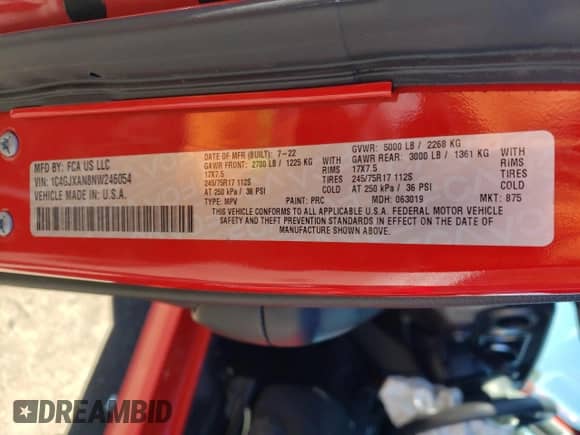 MFD BY: FCA US LLC
VIN: 1C4GJXAN8NW246054
VEHICLE MADE IN: U.S.A.
DATE OF MFR (BUILT): 7-22
GAWR FRONT: 2700 LB / 1225 KG
17X7.5
RIMS
245/75R17 112S
TIRES
AT 250 kPa / 36 PSI
TYPE: MPV
PAINT: PRC
GVWR: 5000 LB / 2268 KG
GAWR REAR: 3000 LB / 1361 KG
17X7.5
RIMS
245/75R17 112S
TIRES
AT 250 kPa / 36 PSI
MDH: 063019
MKT: 875
THIS VEHICLE CONFORMS TO ALL APPLICABLE U.S.A. FEDERAL MOTOR VEHICLE
SAFETY AND THEFT PREVENTION STANDARDS IN EFFECT ON THE DATE OF
MANUFACTURE SHOWN ABOVE.
DREAMBID